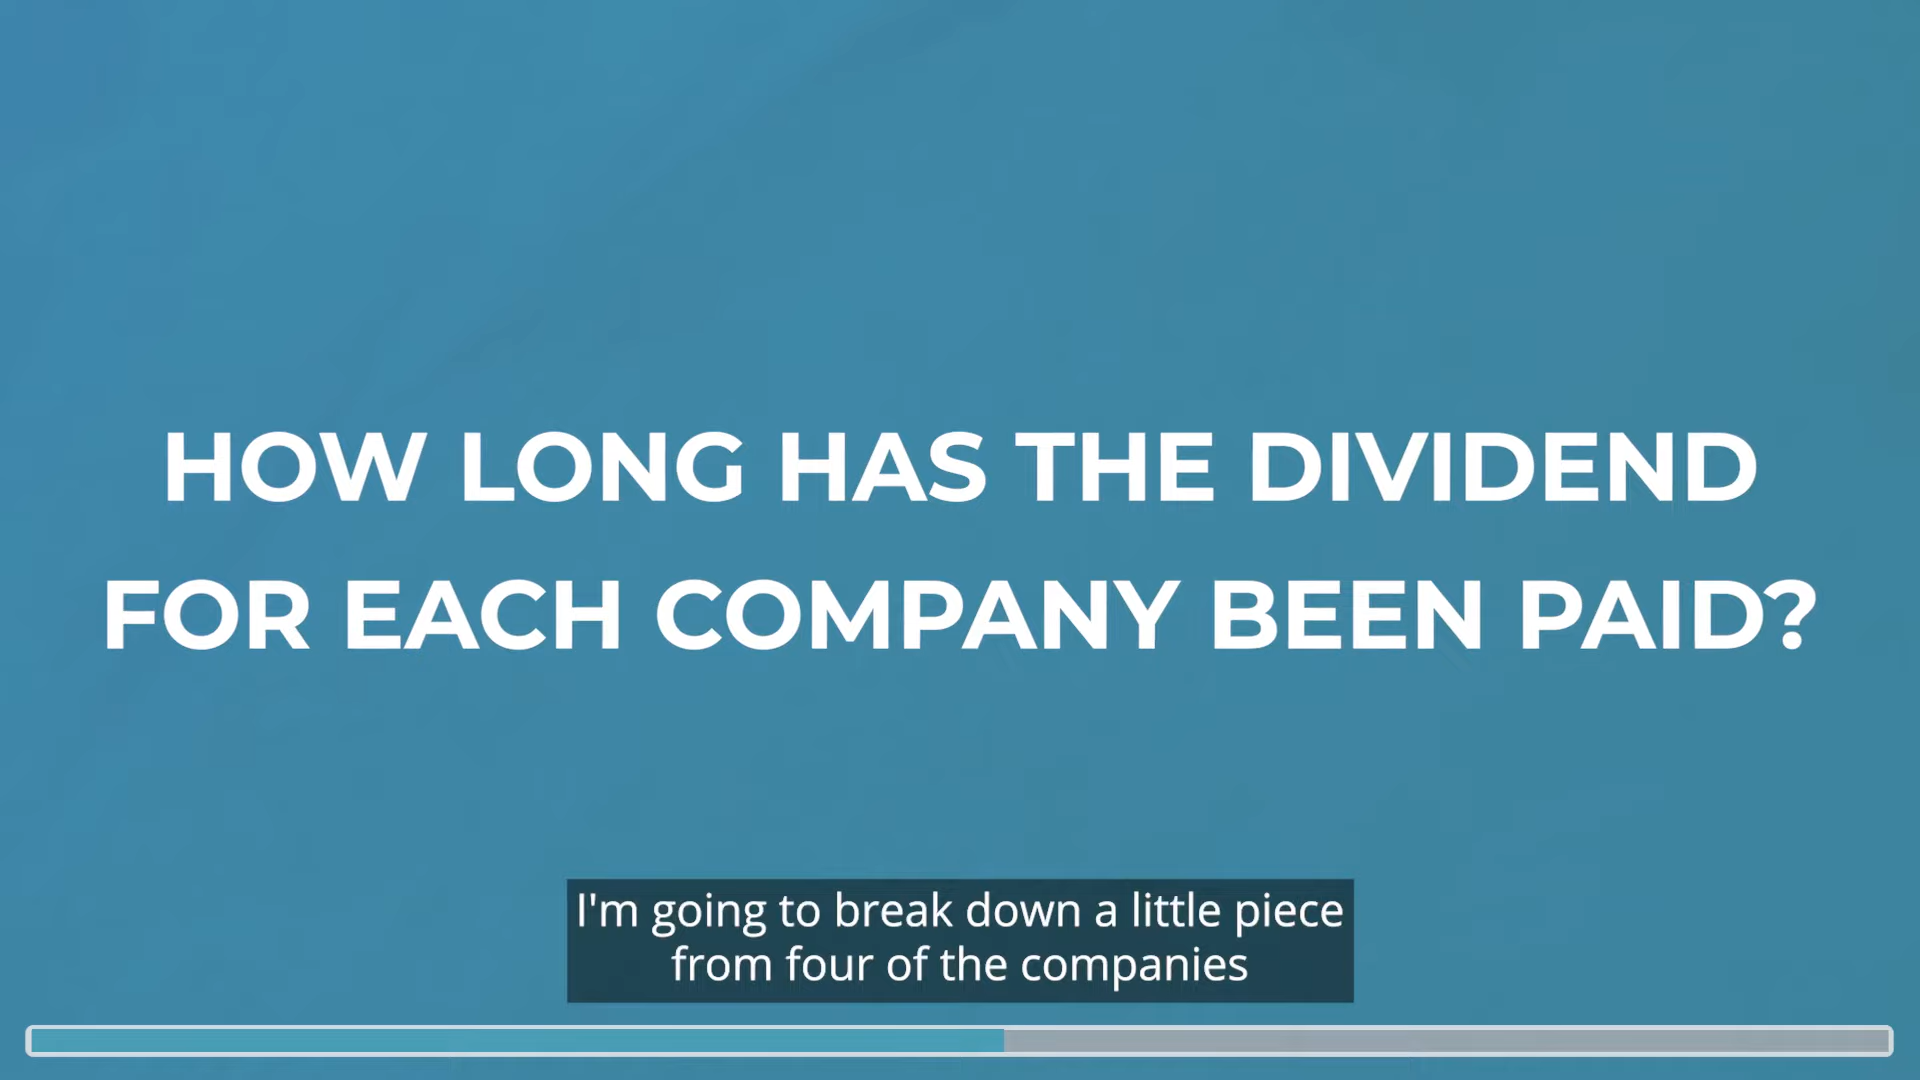 HOW LONG HAS THE DIVIDEND
FOR EACH COMPANY BEEN PAID?
I'm going to break down a little piece
from four of the companies